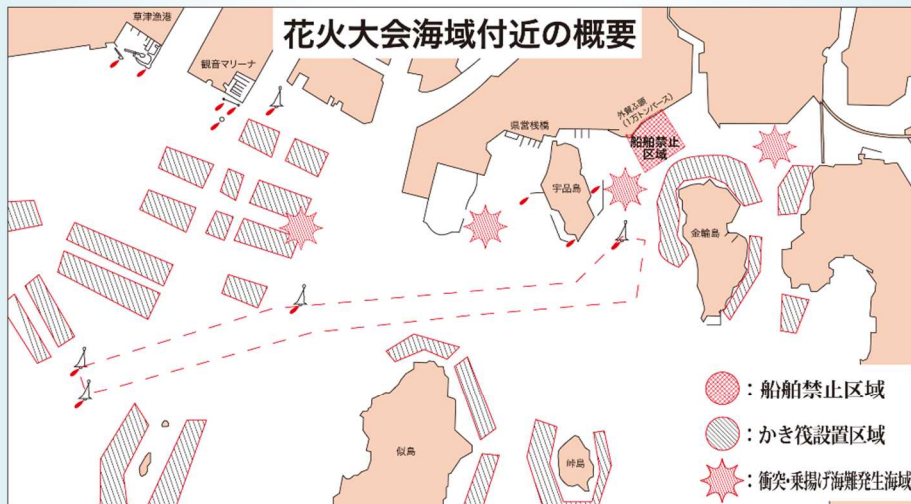 花火大会海域付近の概要
草津漁港
観音マリーナ
県営桟橋
外貿ふ頭
(1万トンバース)
船舶禁止
区域
宇品島
金輪島
似島
峠島
:船舶禁止区域
:かき筏設置区域
:衝突・乗揚げ海難発生海域